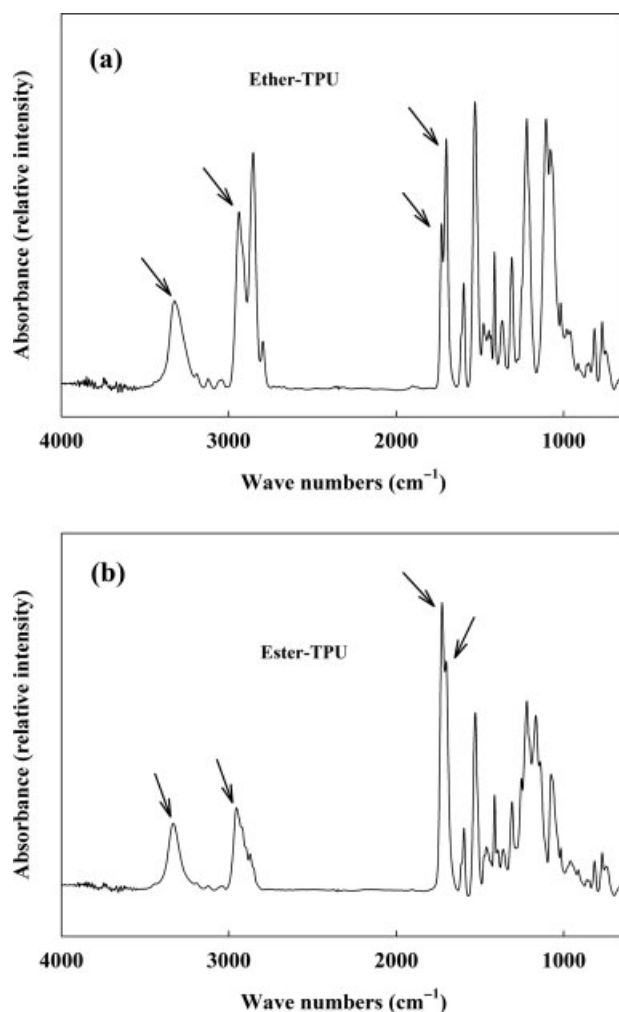 (a)
Ether-TPU
Absorbance (relative intensity)
4000 3000 2000 1000
Wave numbers (cm⁻¹)
(b)
Ester-TPU
Absorbance (relative intensity)
4000 3000 2000 1000
Wave numbers (cm⁻¹)